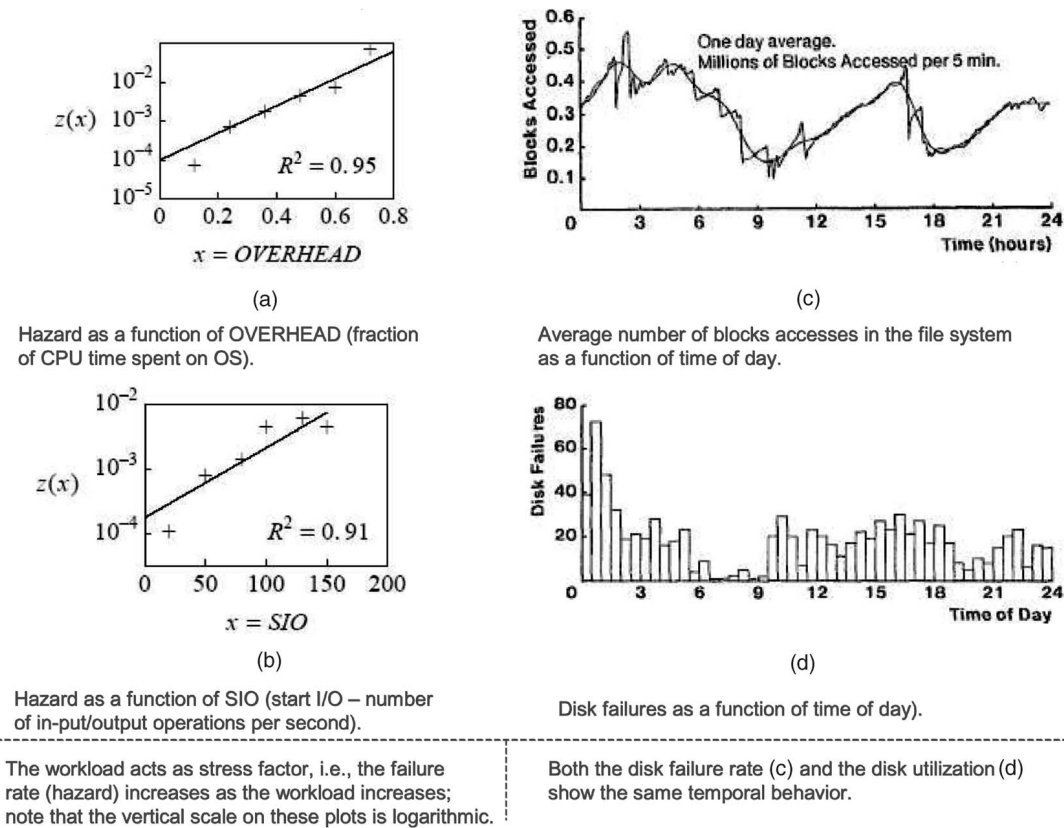 10⁻²
10⁻³
10⁻⁴
10⁻⁵
z(x)
R² = 0.95
0 0.2 0.4 0.6 0.8
x = OVERHEAD
(a)
Hazard as a function of OVERHEAD (fraction
of CPU time spent on OS).
10⁻²
10⁻³
10⁻⁴
z(x)
R² = 0.91
0 50 100 150 200
x = SIO
(b)
Hazard as a function of SIO (start I/O – number
of in-put/output operations per second).
The workload acts as stress factor, i.e., the failure
rate (hazard) increases as the workload increases;
note that the vertical scale on these plots is logarithmic.
Blocks Accessed
0.6
0.5
0.4
0.3
0.2
0.1
One day average.
Millions of Blocks Accessed per 5 min.
0 3 6 9 12 15 18 21 24
Time (hours)
(c)
Average number of blocks accesses in the file system
as a function of time of day.
Disk Failures
80
60
40
20
0
0 3 6 9 12 15 18 21 24
Time of Day
(d)
Disk failures as a function of time of day).
Both the disk failure rate (c) and the disk utilization (d)
show the same temporal behavior.